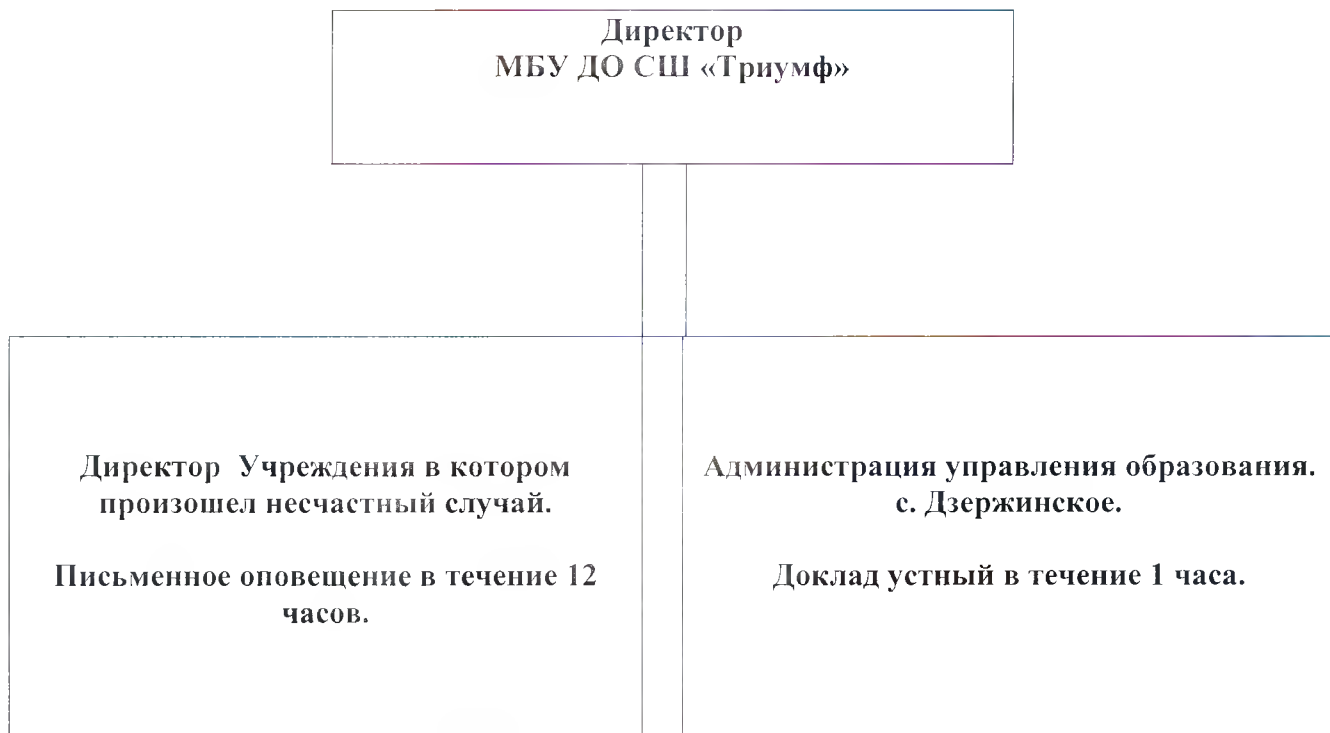 Директор
МБУ ДО СШ «Триумф»
Директор Учреждения в котором
произошел несчастный случай.
Письменное оповещение в течение 12
часов.
Администрация управления образования.
с. Дзержинское.
Доклад устный в течение 1 часа.